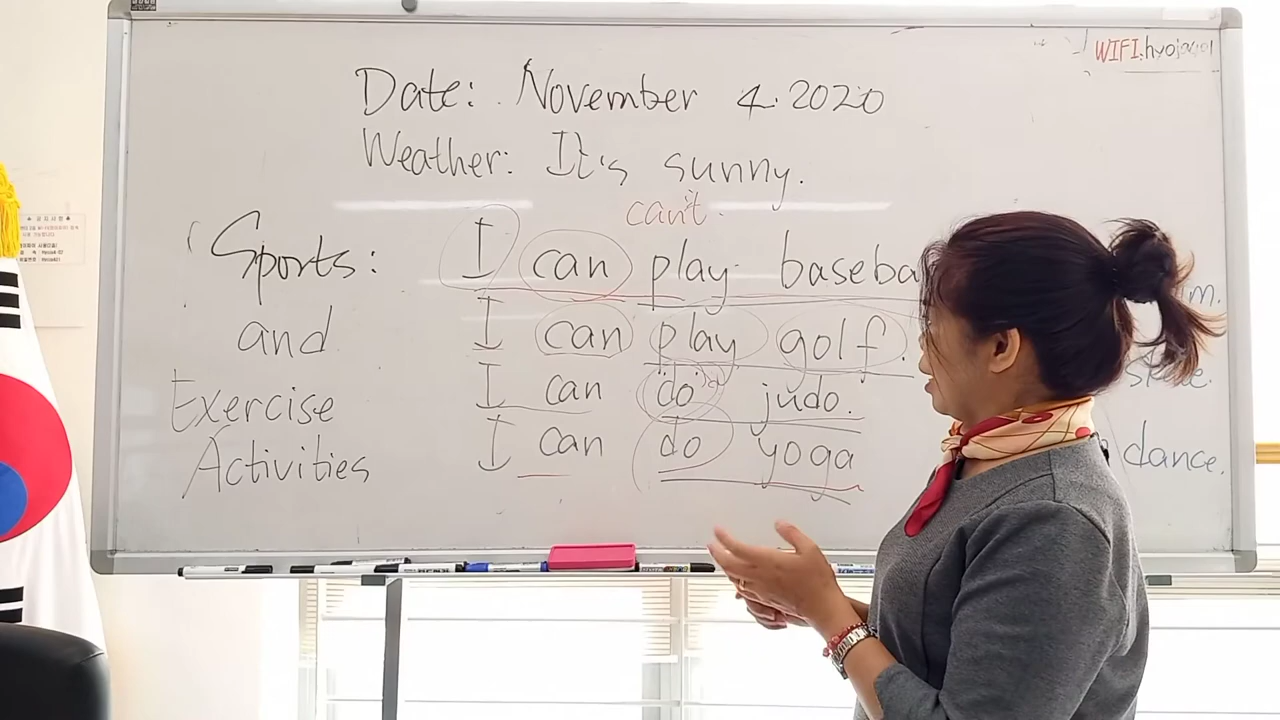 WIFI:
Date: November 4. 2020
Weather: It's sunny.
can't.
Sports: I can play baseba
and I can play golf.
Exercise I can do judo.
Activities I can do yoga
dance.